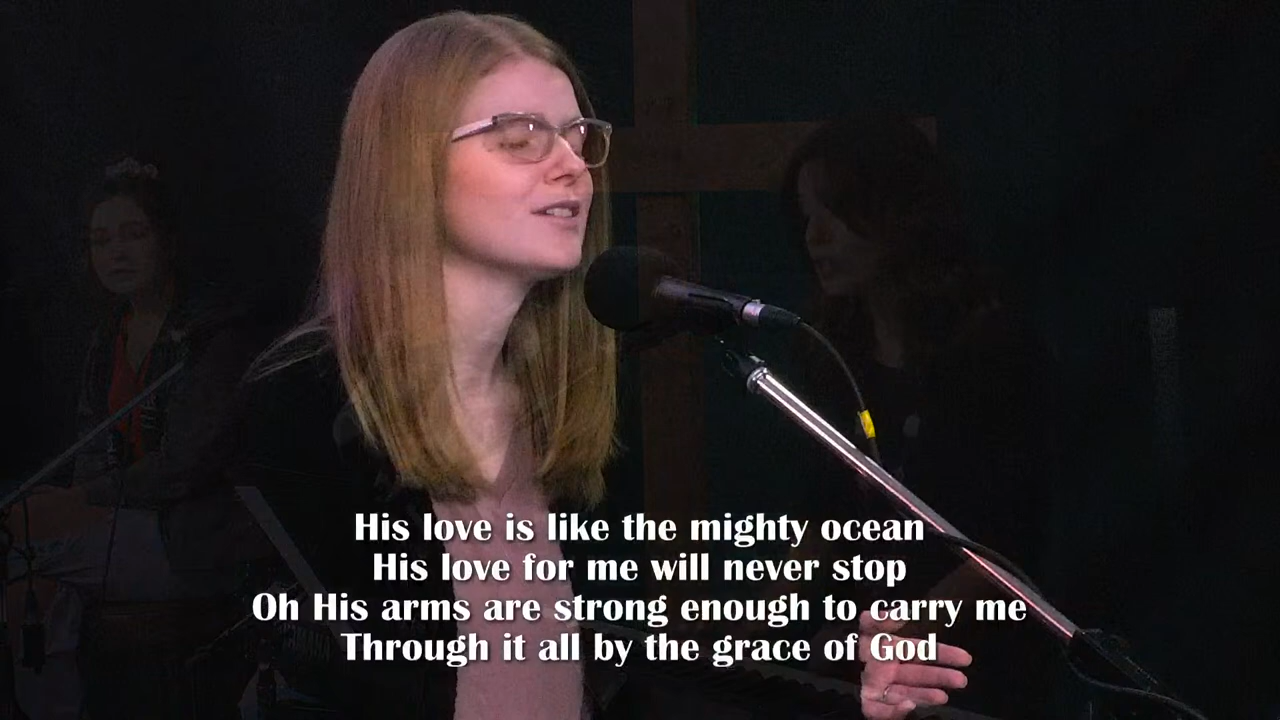 His love is like the mighty ocean
His love for me will never stop
Oh His arms are strong enough to carry me
Through it all by the grace of God